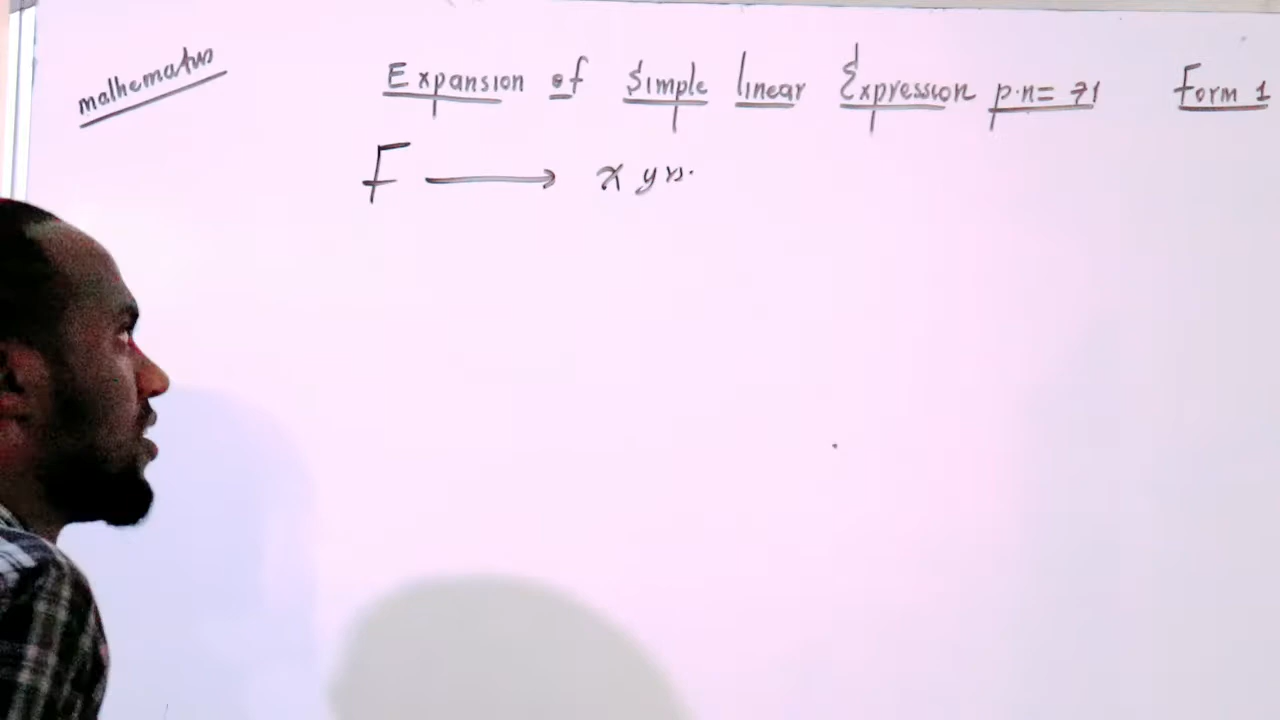 mathematics
Expansion of Simple linear Expression p.n= 71 Form 1
F → x yrs.